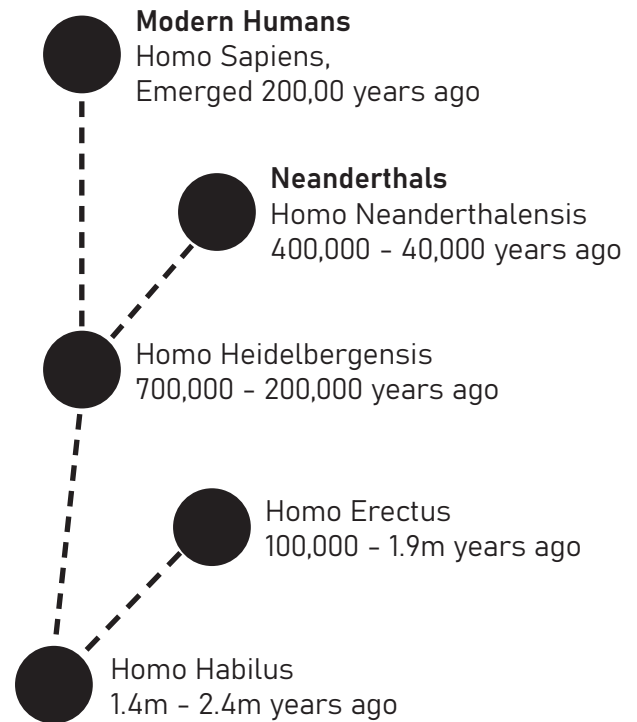 Modern Humans
Homo Sapiens,
Emerged 200,00 years ago
Neanderthals
Homo Neanderthalensis
400,000 - 40,000 years ago
Homo Heidelbergensis
700,000 - 200,000 years ago
Homo Erectus
100,000 - 1.9m years ago
Homo Habilus
1.4m - 2.4m years ago